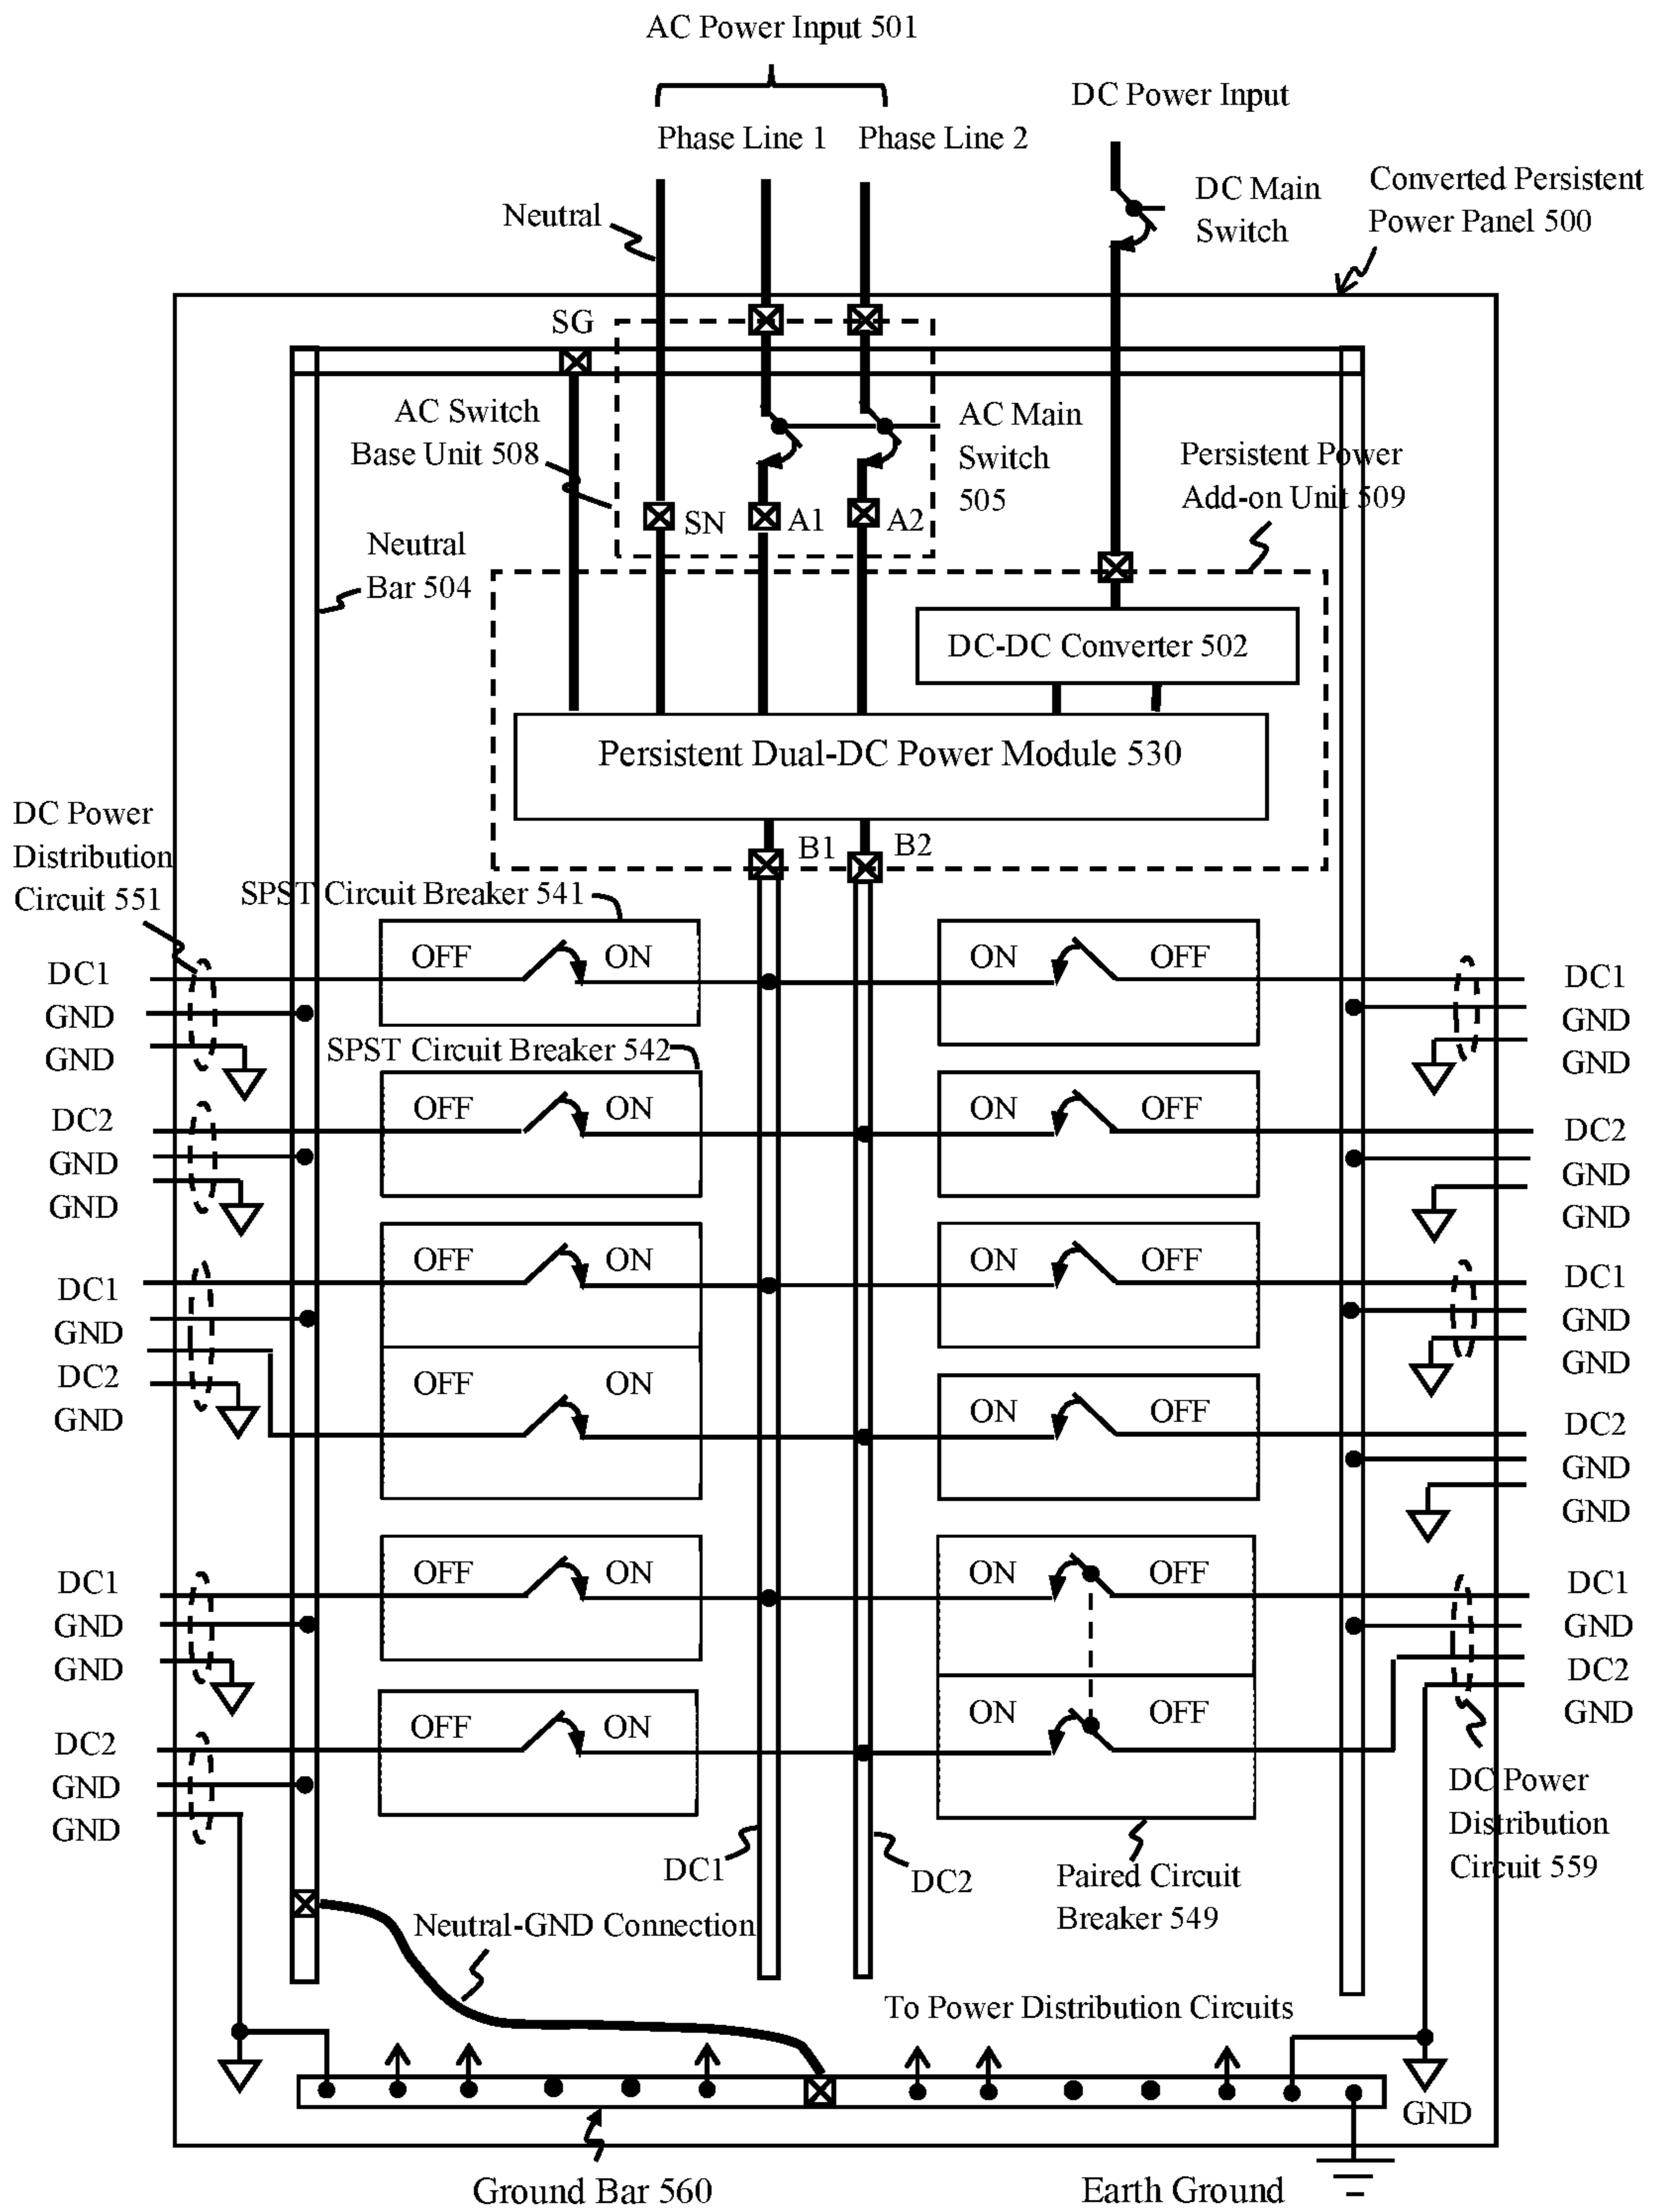 AC Power Input 501
DC Power Input
Phase Line 1
Phase Line 2
Neutral
DC Main
Switch
Converted Persistent
Power Panel 500
SG
AC Switch
Base Unit 508
AC Main
Switch
505
Persistent Power
Add-on Unit 509
SN
A1
A2
Neutral
Bar 504
DC-DC Converter 502
Persistent Dual-DC Power Module 530
B1
B2
DC Power
Distribution
Circuit 551
SPST Circuit Breaker 541
OFF
ON
ON
OFF
DC1
GND
GND
DC1
GND
GND
SPST Circuit Breaker 542
OFF
ON
ON
OFF
DC2
GND
GND
DC2
GND
GND
OFF
ON
ON
OFF
DC1
GND
DC2
GND
DC1
GND
GND
OFF
ON
ON
OFF
DC2
GND
GND
OFF
ON
ON
OFF
DC1
GND
GND
DC1
GND
DC2
GND
OFF
ON
ON
OFF
DC2
GND
GND
DC Power
Distribution
Circuit 559
DC1
DC2
Paired Circuit
Breaker 549
Neutral-GND Connection
To Power Distribution Circuits
GND
Ground Bar 560
Earth Ground